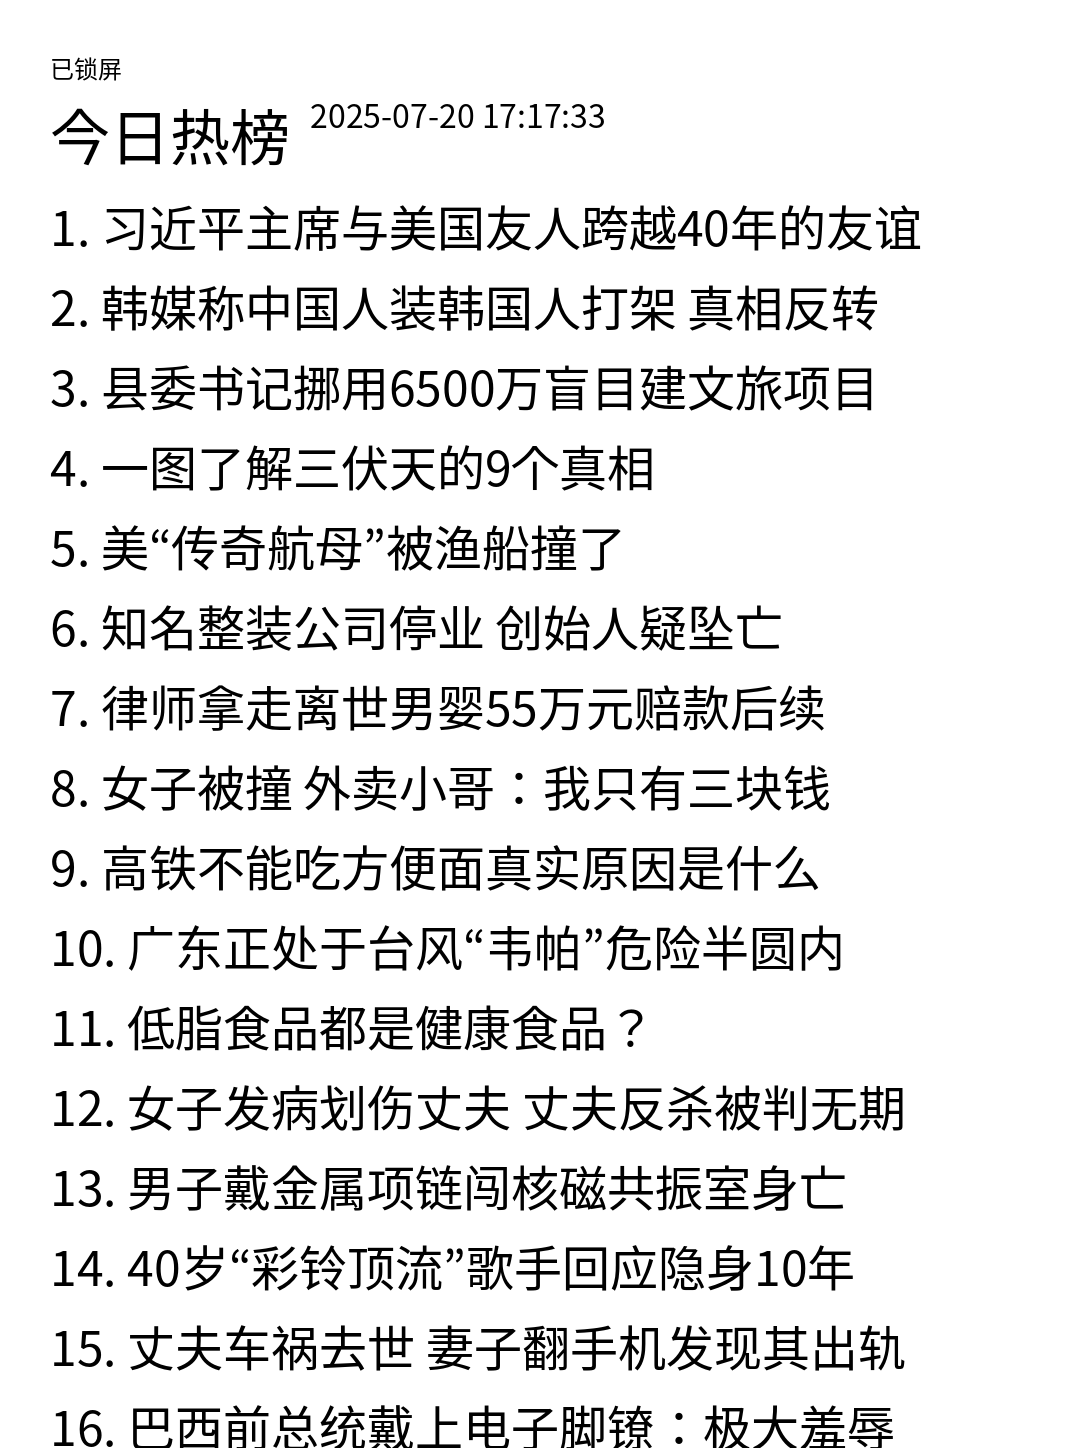 已锁屏
今日热榜 2025-07-20 17:17:33
1. 习近平主席与美国友人跨越40年的友谊
2. 韩媒称中国人装韩国人打架 真相反转
3. 县委书记挪用6500万盲目建文旅项目
4. 一图了解三伏天的9个真相
5. 美“传奇航母”被渔船撞了
6. 知名整装公司停业 创始人疑坠亡
7. 律师拿走离世男婴55万元赔款后续
8. 女子被撞 外卖小哥：我只有三块钱
9. 高铁不能吃方便面真实原因是什么
10. 广东正处于台风“韦帕”危险半圆内
11. 低脂食品都是健康食品？
12. 女子发病划伤丈夫 丈夫反杀被判无期
13. 男子戴金属项链闯核磁共振室身亡
14. 40岁“彩铃顶流”歌手回应隐身10年
15. 丈夫车祸去世 妻子翻手机发现其出轨
16. 巴西前总统戴上电子脚镣：极大羞辱